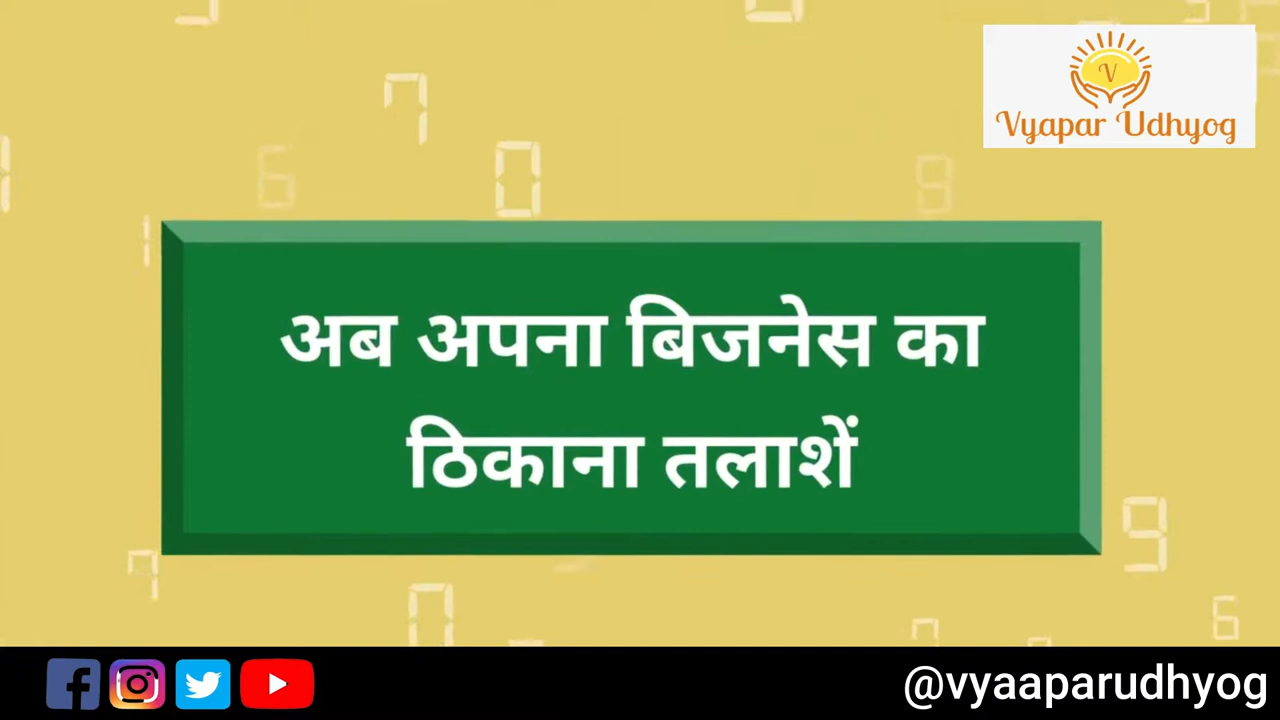 V
Vyapar Udhyog
अब अपना बिजनेस का
ठिकाना तलाशें
@vyaaparudhyog